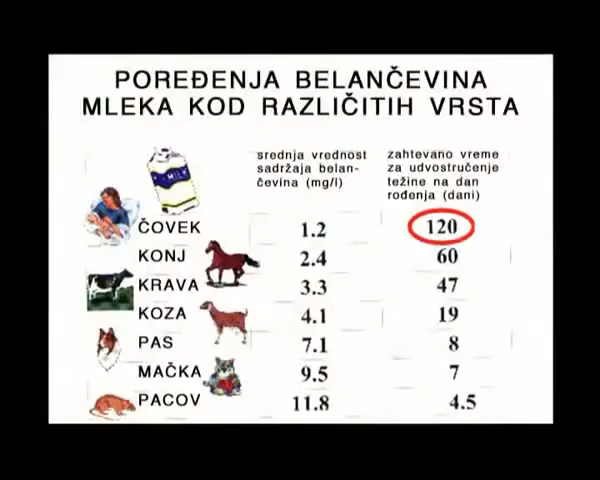 POREĐENJA BELANČEVINA
MLEKA KOD RAZLIČITIH VRSTA
srednja vrednost
sadržaja belan-
čevina (mg/l)
zahtevano vreme
za udvostručenje
težine na dan
rođenja (dani)
MILK
ČOVEK 1.2 120
KONJ 2.4 60
KRAVA 3.3 47
KOZA 4.1 19
PAS 7.1 8
MAČKA 9.5 7
PACOV 11.8 4.5